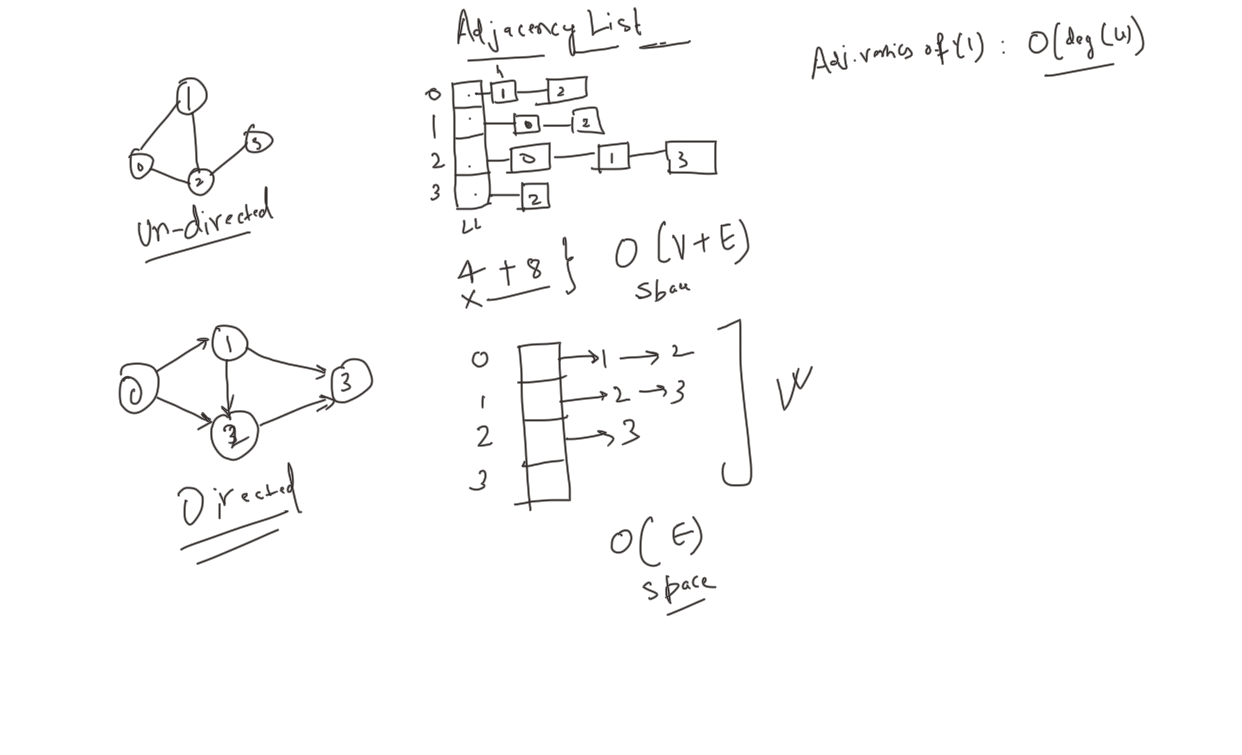 Adjacency List
Adj. vertices of V(1) : O(deg(u))
1
0
2
3
Un-directed
0 1 2
1 0 2
2 0 1 3
3 2
LL
4 + 8 } O (V+E)
X
space
0
1
2
3
Directed
0 → 1 → 2
1 → 2 → 3
2 → 3
3
O( E)
space